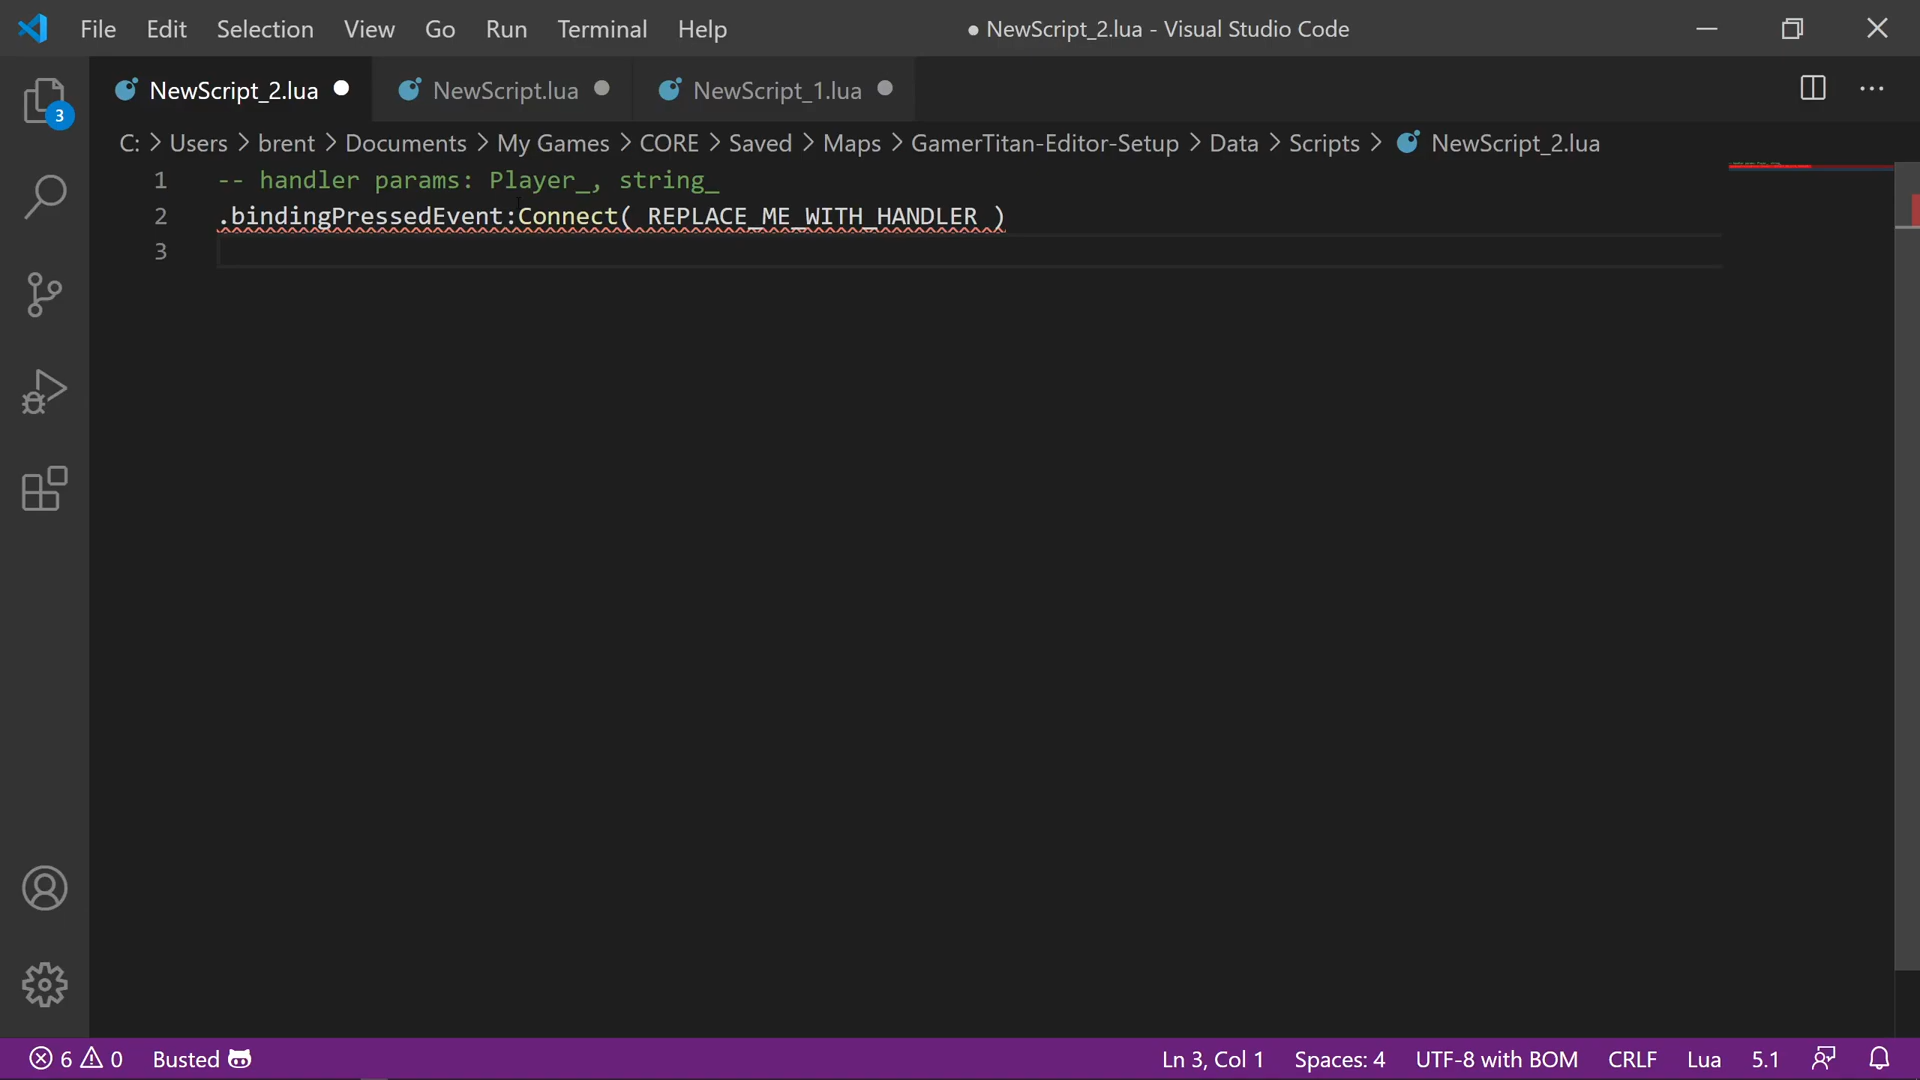 File Edit Selection View Go Run Terminal Help ● NewScript_2.lua - Visual Studio Code
NewScript_2.lua NewScript.lua NewScript_1.lua
C: > Users > brent > Documents > My Games > CORE > Saved > Maps > GamerTitan-Editor-Setup > Data > Scripts > NewScript_2.lua
3
1 -- handler params: Player_, string_
2 .bindingPressedEvent:Connect( REPLACE_ME_WITH_HANDLER )
3
6 0 Busted Ln 3, Col 1 Spaces: 4 UTF-8 with BOM CRLF Lua 5.1